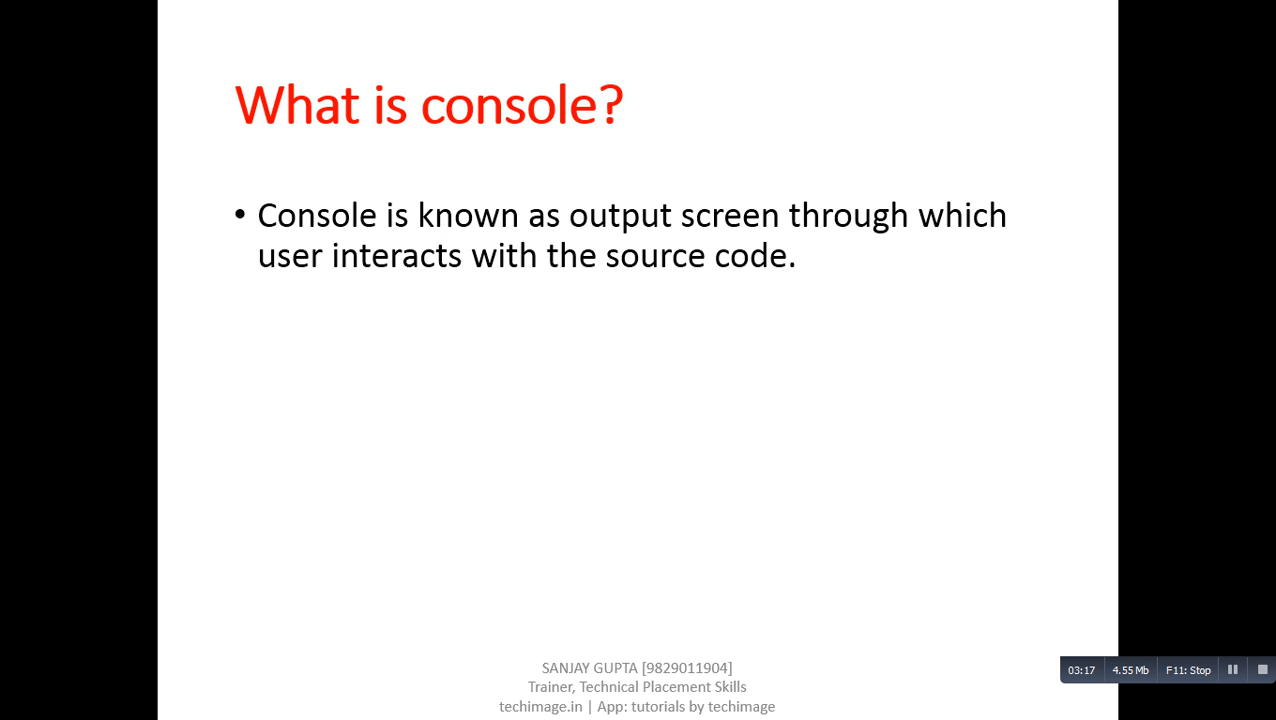 What is console?
• Console is known as output screen through which
user interacts with the source code.
SANJAY GUPTA [9829011904]
Trainer, Technical Placement Skills
techimage.in | App: tutorials by techimage
03:17 4.55 Mb F11: Stop